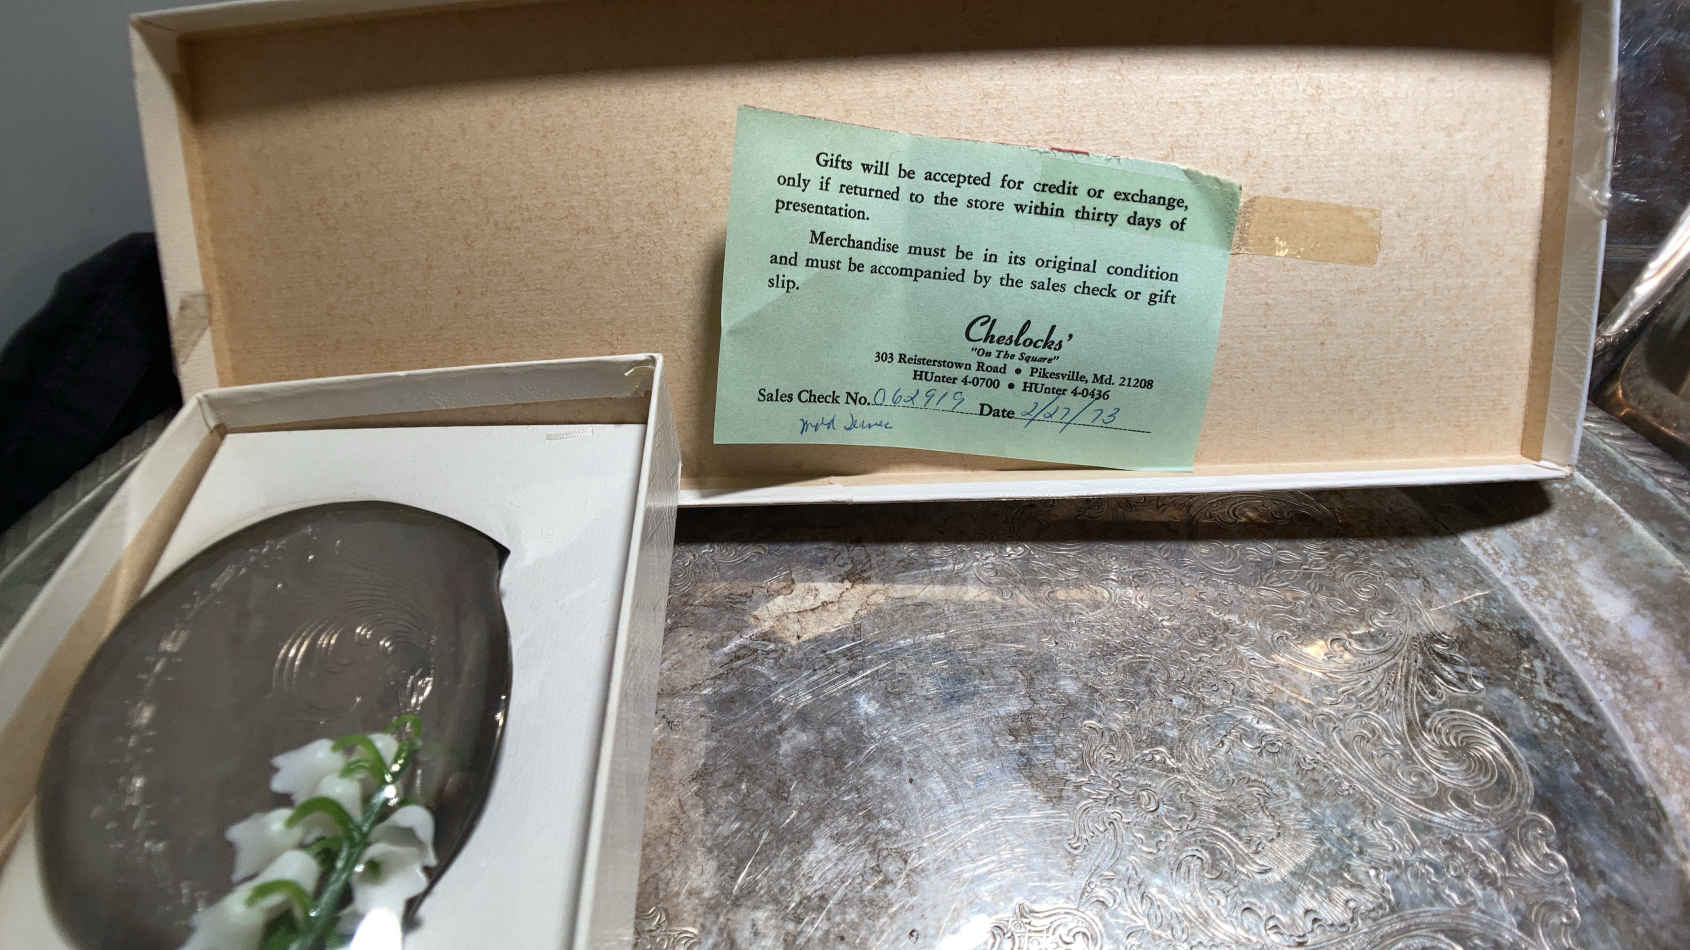 Gifts will be accepted for credit or exchange,
only if returned to the store within thirty days of
presentation.
Merchandise must be in its original condition
and must be accompanied by the sales check or gift
slip.
Cheslocks'
"On The Square"
303 Reisterstown Road • Pikesville, Md. 21208
HUnter 4-0700 • HUnter 4-0436
Sales Check No. 062919 Date 2/27/73